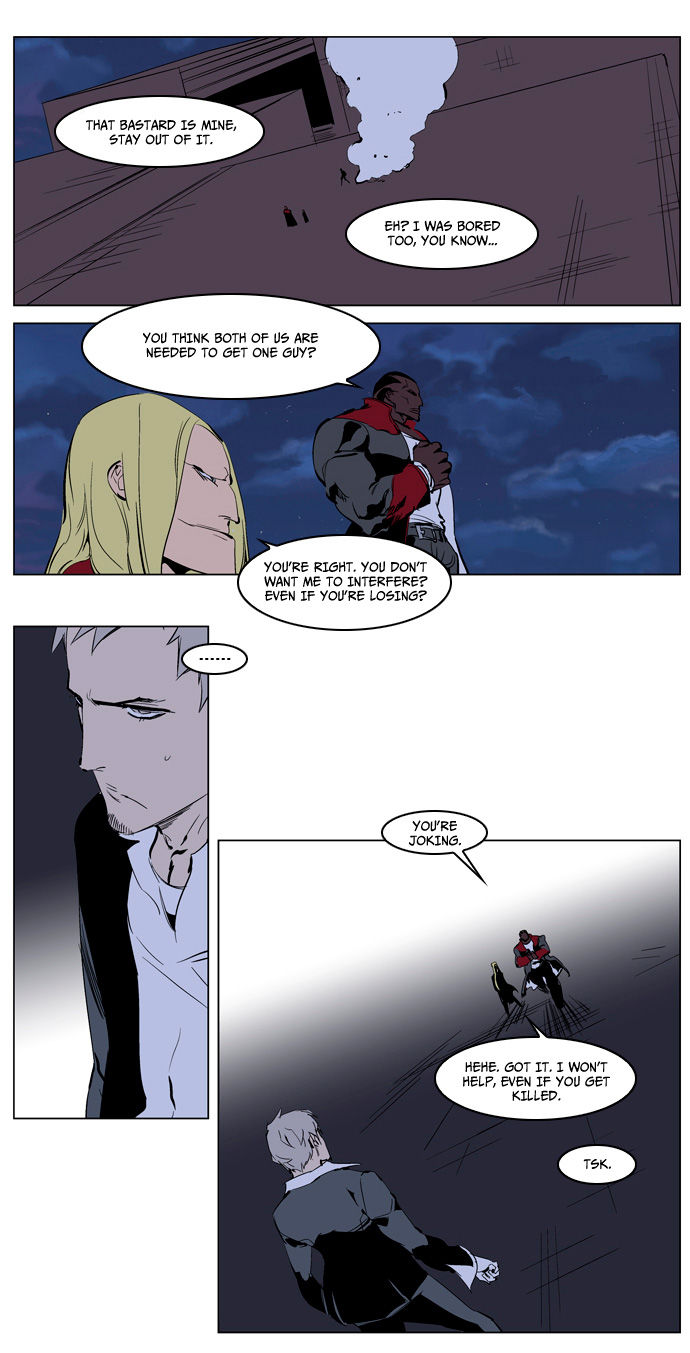 THAT BASTARD IS MINE,
STAY OUT OF IT.
EH? I WAS BORED
TOO, YOU KNOW...
YOU THINK BOTH OF US ARE
NEEDED TO GET ONE GUY?
YOU'RE RIGHT. YOU DON'T
WANT ME TO INTERFERE?
EVEN IF YOU'RE LOSING?
------
YOU'RE
JOKING.
HEHE. GOT IT. I WON'T
HELP, EVEN IF YOU GET
KILLED.
TSK.